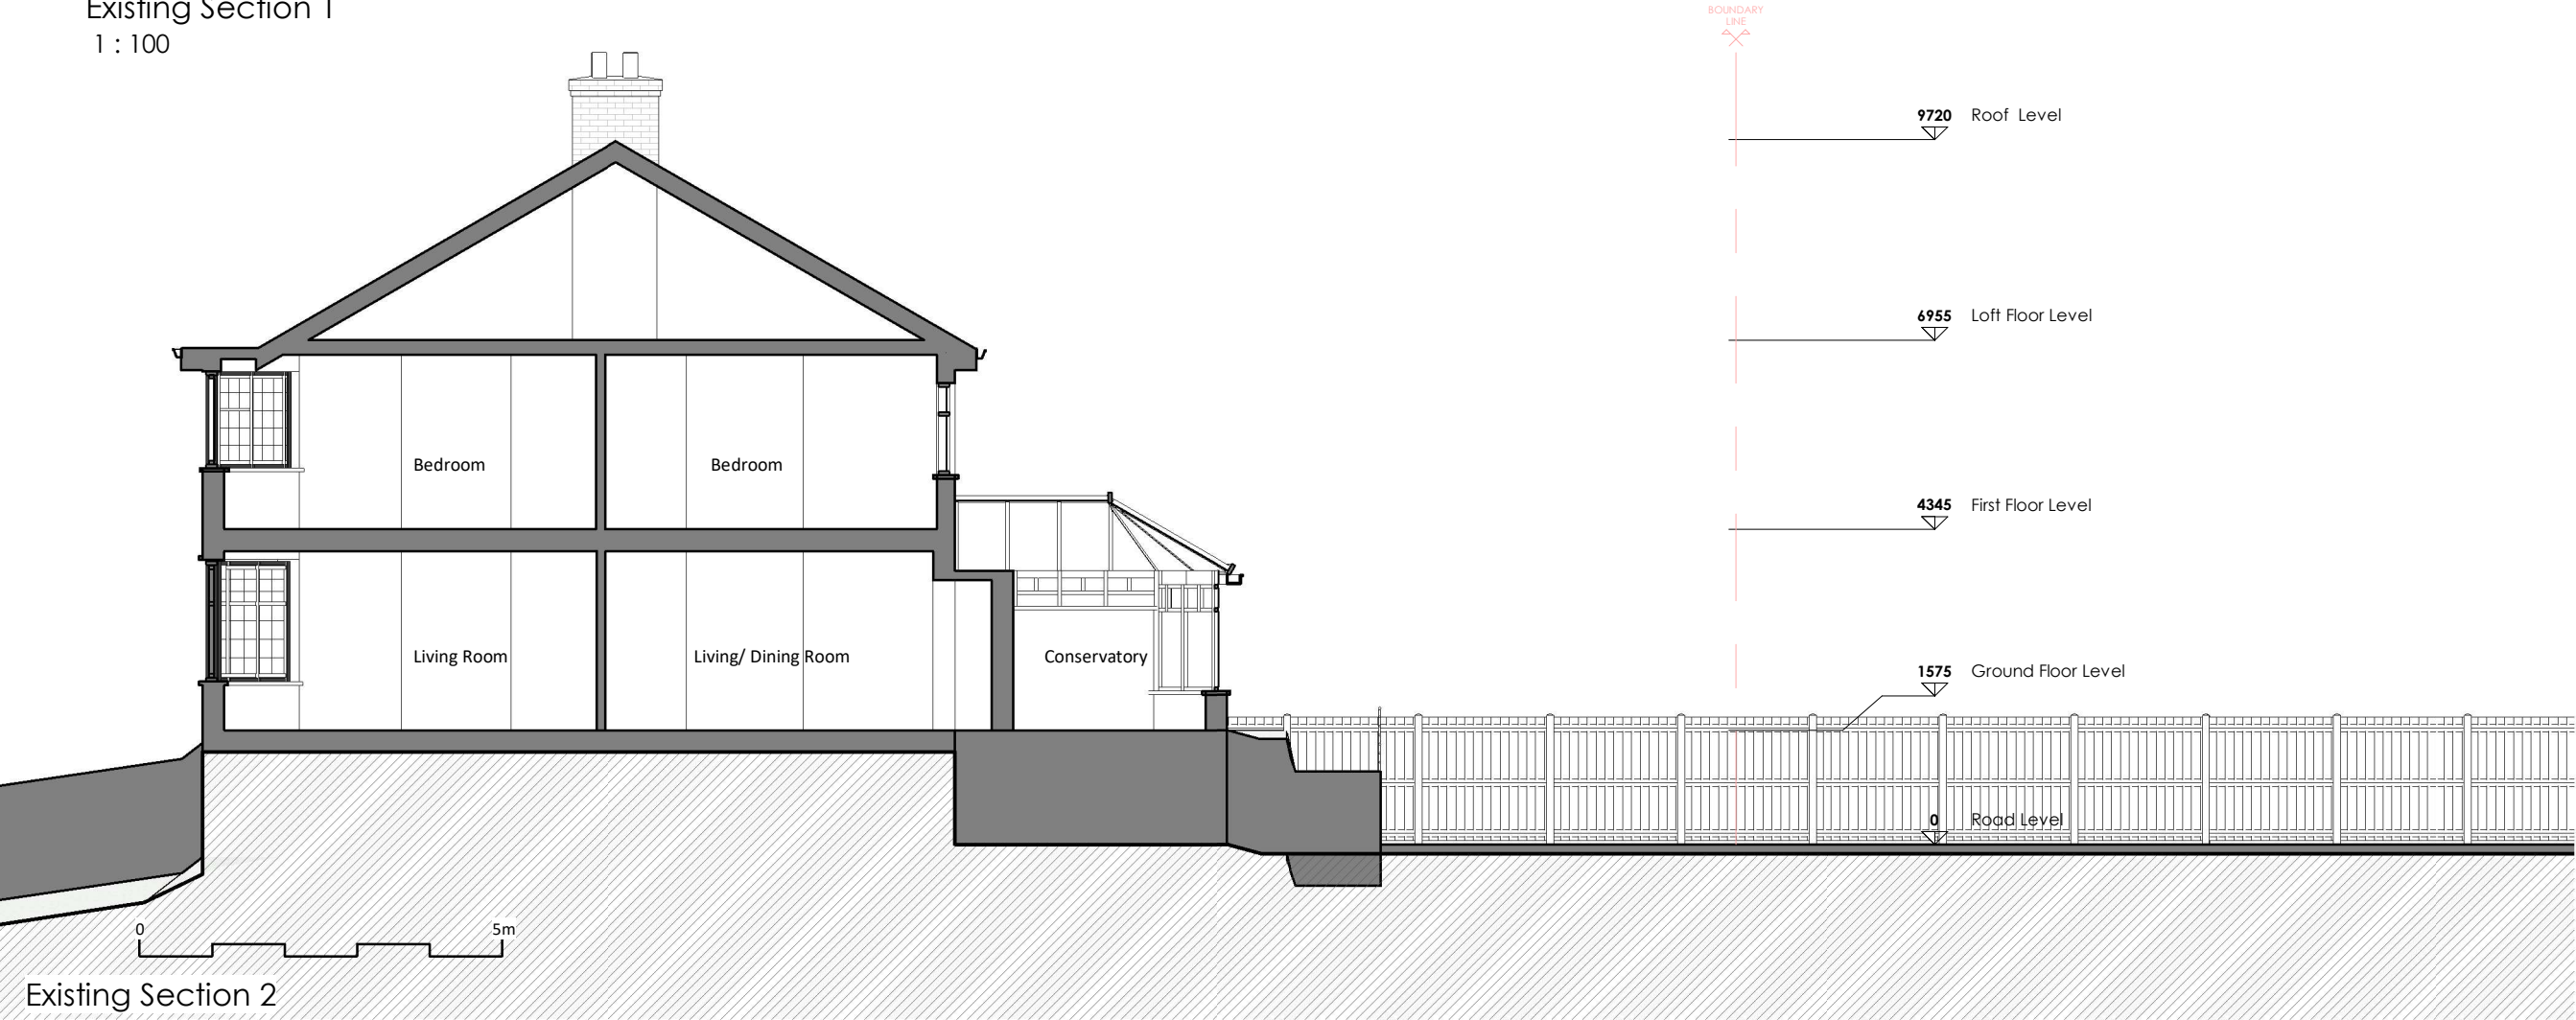 Existing Section 1
1 : 100
BOUNDARY
LINE
9720 Roof Level
6955 Loft Floor Level
4345 First Floor Level
1575 Ground Floor Level
0 Road Level
Bedroom
Bedroom
Living Room
Living/ Dining Room
Conservatory
0
5m
Existing Section 2